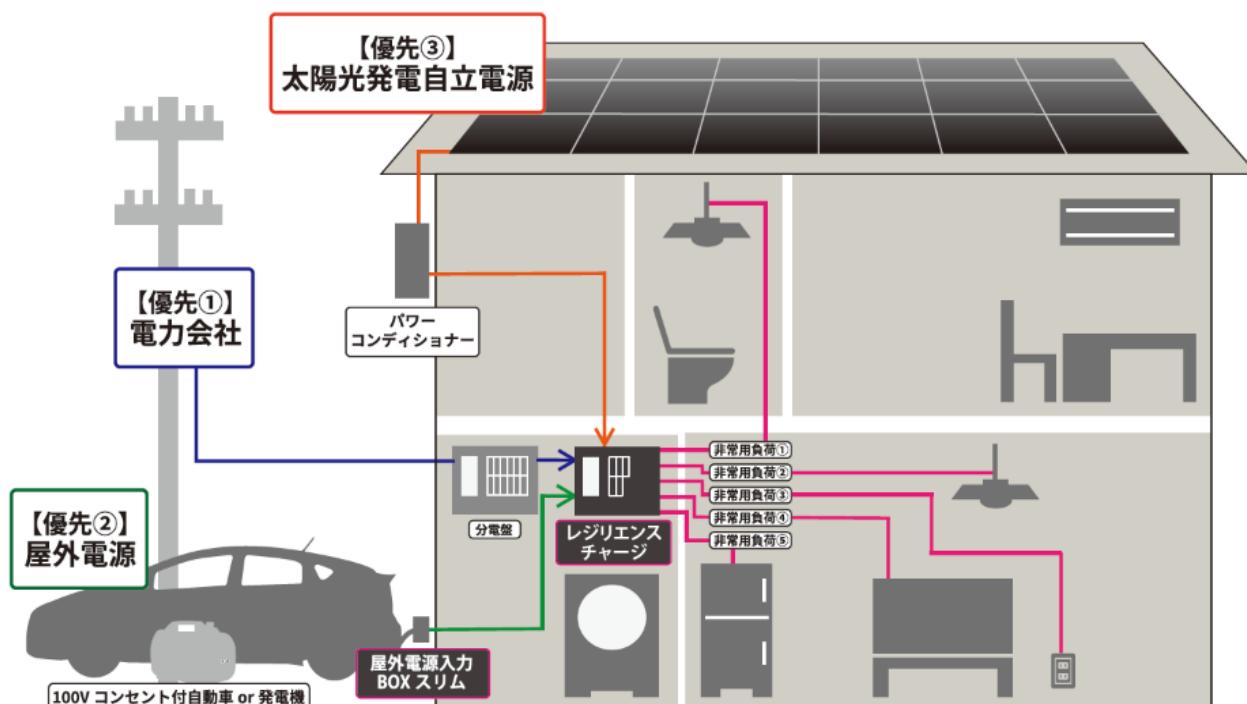 【優先③】
太陽光発電自立電源
【優先①】
電力会社
パワー
コンディショナー
【優先②】
屋外電源
分電盤
レジリエンス
チャージ
非常用負荷①
非常用負荷②
非常用負荷③
非常用負荷④
非常用負荷⑤
屋外電源入力
BOX スリム
100V コンセント付自動車 or 発電機